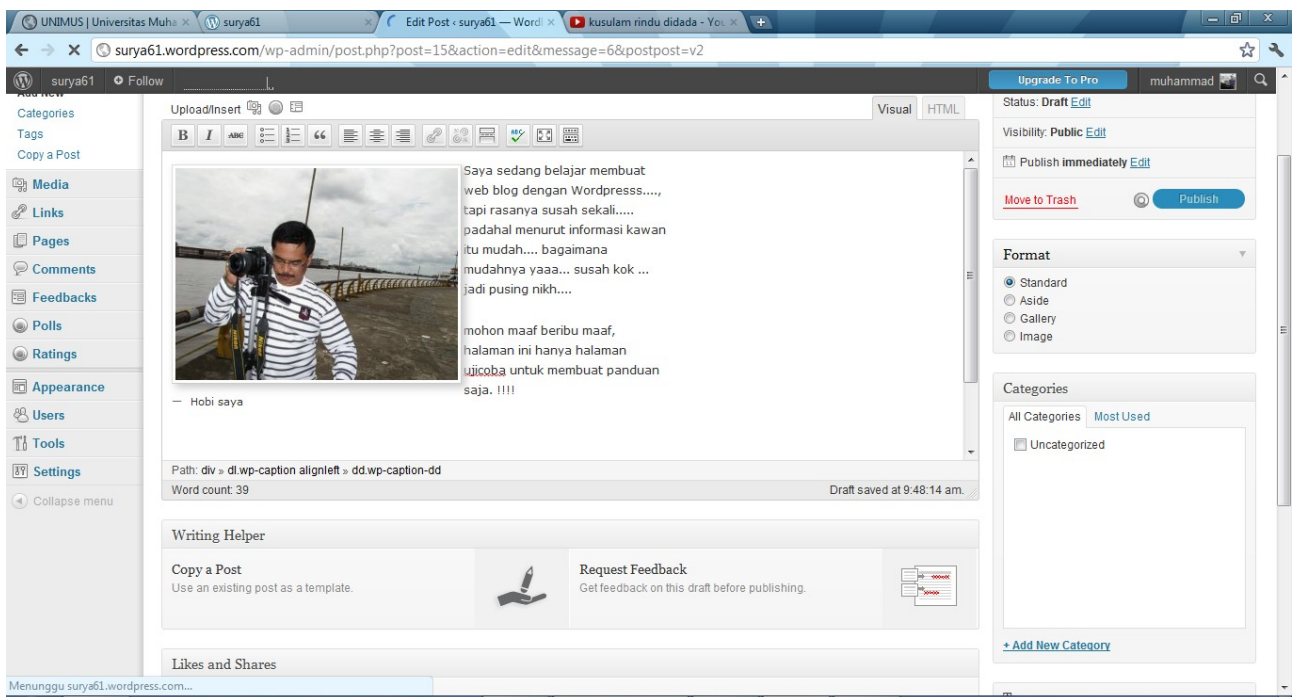 UNIMUS | Universitas Muha
surya61
Edit Post ‹ surya61 — Wordl
kusulam rindu didada - You
surya61.wordpress.com/wp-admin/post.php?post=15&action=edit&message=6&postpost=v2
surya61
Follow
Upgrade To Pro
muhammad
Add New
Categories
Tags
Copy a Post
Media
Links
Pages
Comments
Feedbacks
Polls
Ratings
Appearance
Users
Tools
Settings
Collapse menu
Upload/Insert
Visual
HTML
B I ABC
ABC
Saya sedang belajar membuat
web blog dengan Wordpresss....,
tapi rasanya susah sekali.....
padahal menurut informasi kawan
itu mudah.... bagaimana
mudahnya yaaa... susah kok ...
jadi pusing nikh....
mohon maaf beribu maaf,
halaman ini hanya halaman
ujicoba untuk membuat panduan
saja. !!!!
— Hobi saya
Path: div » dl.wp-caption alignleft » dd.wp-caption-dd
Word count: 39
Draft saved at 9:48:14 am.
Writing Helper
Copy a Post
Use an existing post as a template.
Request Feedback
Get feedback on this draft before publishing.
Likes and Shares
Status: Draft Edit
Visibility: Public Edit
Publish immediately Edit
Move to Trash
Publish
Format
Standard
Aside
Gallery
Image
Categories
All Categories
Most Used
Uncategorized
+ Add New Category
Menunggu surya61.wordpress.com...